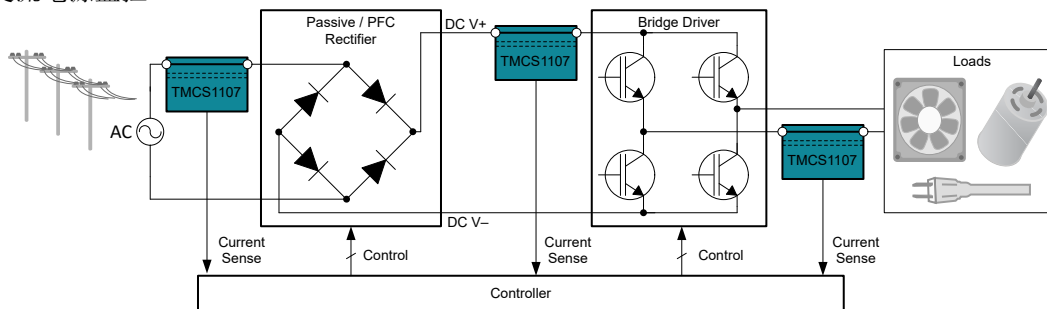 Passive / PFC
Rectifier
DC V+
Bridge Driver
TMCS1107
TMCS1107
Loads
AC
TMCS1107
DC V–
Current
Sense
Control
Current
Sense
Control
Current
Sense
Controller